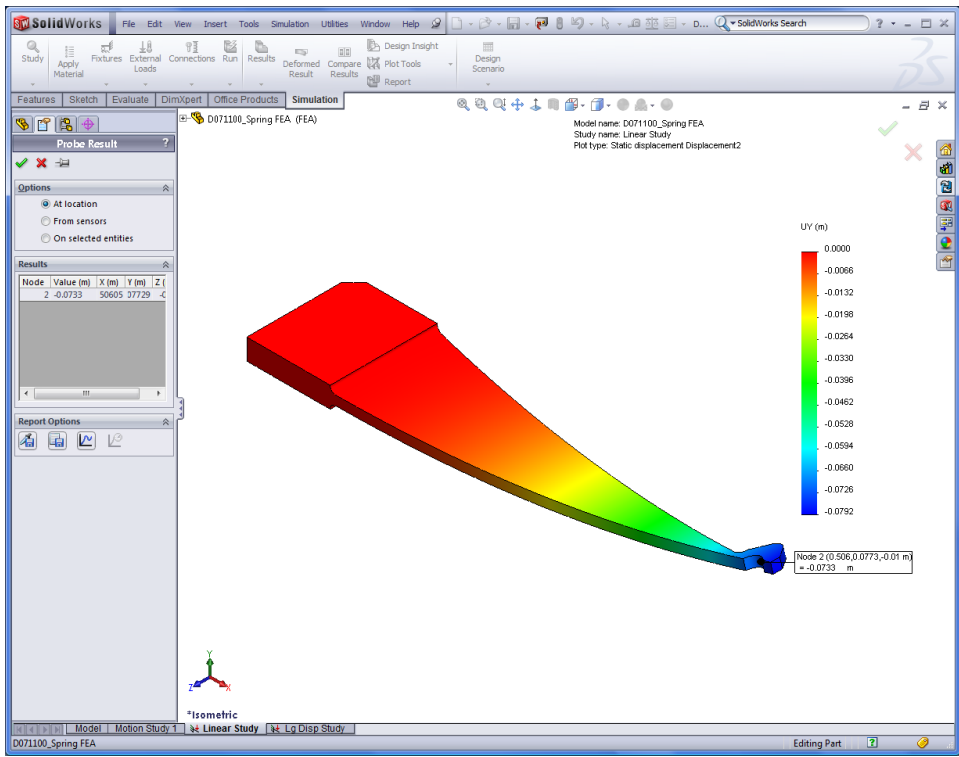 SolidWorks File Edit View Insert Tools Simulation Utilities Window Help D... SolidWorks Search ?
Study Apply Material Fixtures External Loads Connections Run Results Deformed Result Compare Results Design Insight Plot Tools Report Design Scenario
Features Sketch Evaluate DimXpert Office Products Simulation
D071100_Spring FEA (FEA)
Model name: D071100_Spring FEA
Study name: Linear Study
Plot type: Static displacement Displacement2
Probe Result ?
Options
At location
From sensors
On selected entities
Results
Node Value (m) X (m) Y (m) Z (
2 -0.0733 50605 07729
Report Options
UY (m)
0.0000
-0.0066
-0.0132
-0.0198
-0.0264
-0.0330
-0.0396
-0.0462
-0.0528
-0.0594
-0.0660
-0.0726
-0.0792
Node 2 (0.506,0.0773,-0.01 m)
= -0.0733 m
Y
Z X
*Isometric
Model Motion Study 1 Linear Study Lg Disp Study
D071100_Spring FEA Editing Part ?